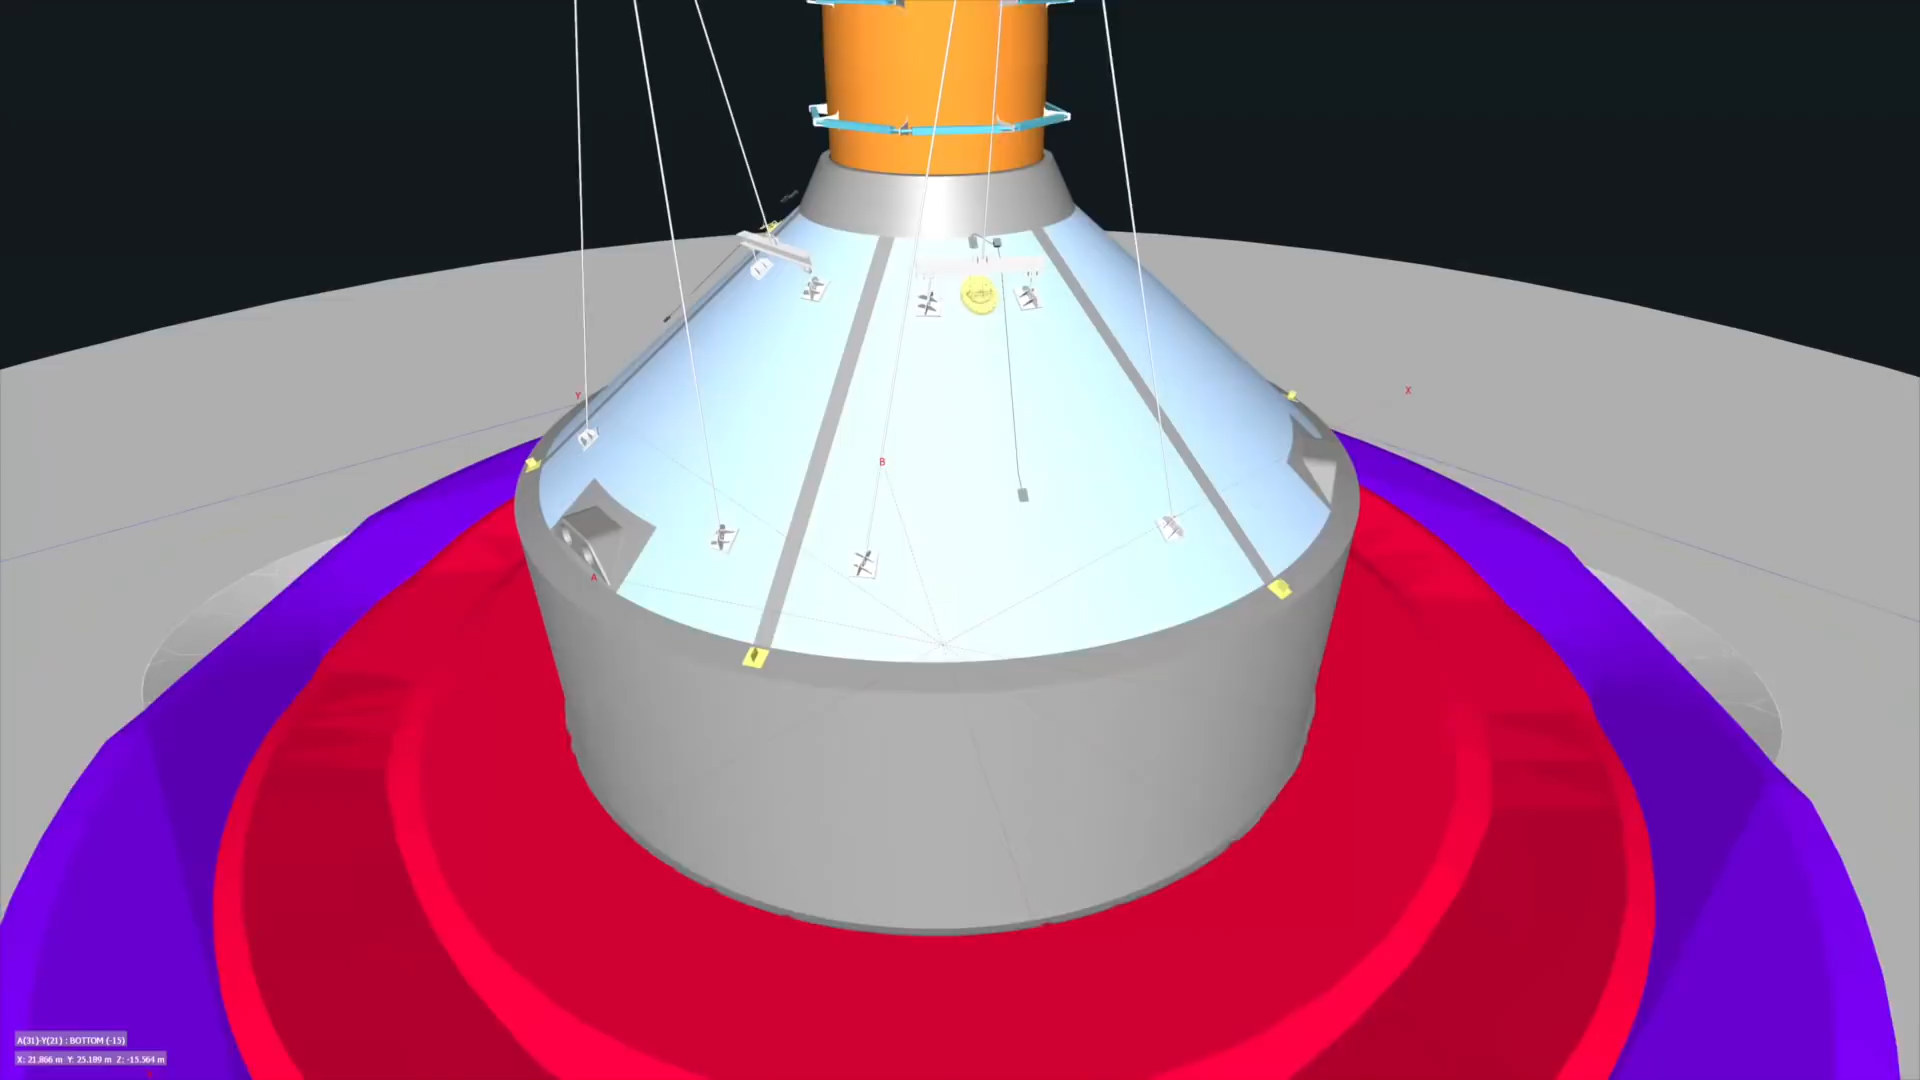 Y
X
B
A
A(31)-Y(21) : BOTTOM (-15)
X: 21.866 m Y: 25.189 m Z: -15.564 m